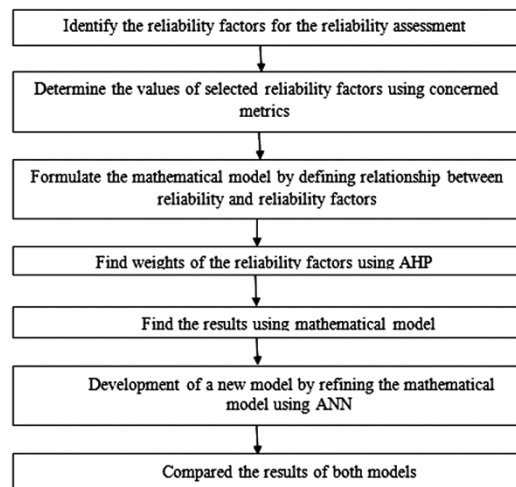 Identify the reliability factors for the reliability assessment
Determine the values of selected reliability factors using concerned
metrics
Formulate the mathematical model by defining relationship between
reliability and reliability factors
Find weights of the reliability factors using AHP
Find the results using mathematical model
Development of a new model by refining the mathematical
model using ANN
Compared the results of both models